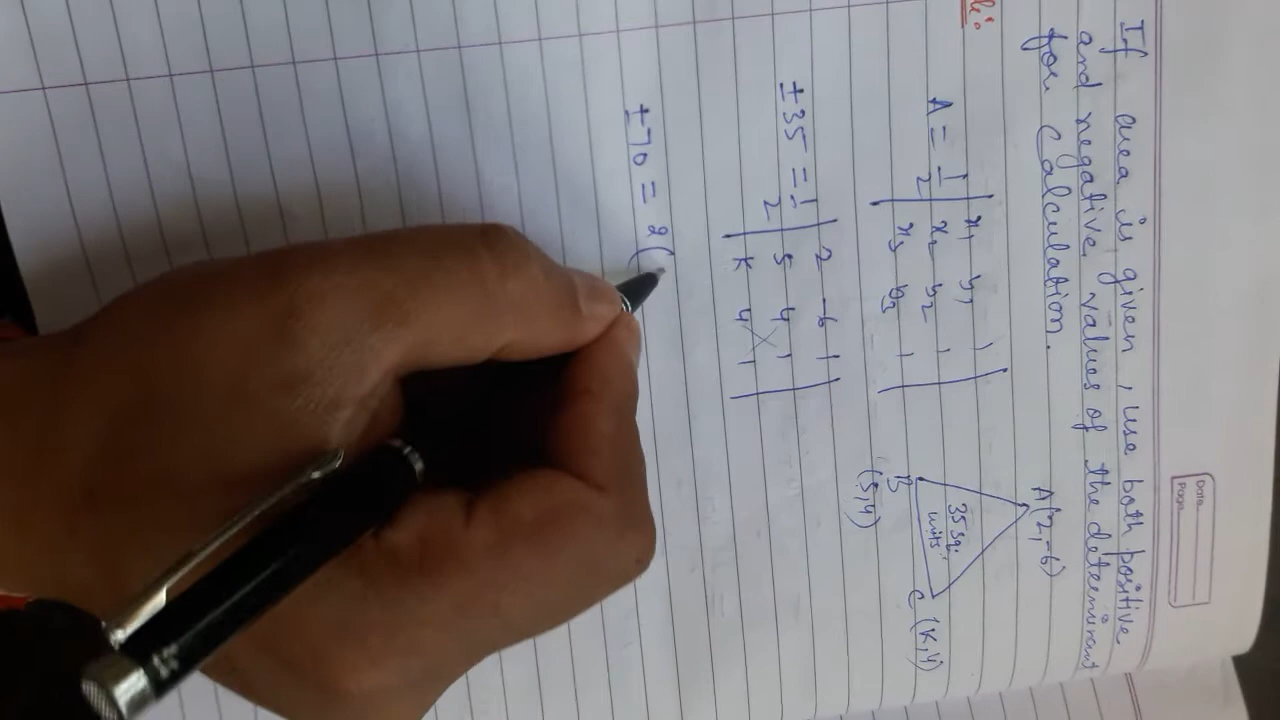 Date
Page
If area is given, use both positive
and negative values of the determinant
for calculation.
A = 1/2 | x1 y1 1
x2 y2 1
x3 y3 1 |
A(2,-6)
35 sq.
units
B
(5,4)
C (K,4)
±35 = 1/2 | 2 -6 1
5 4 1
K 4 1 |
±70 = 2(